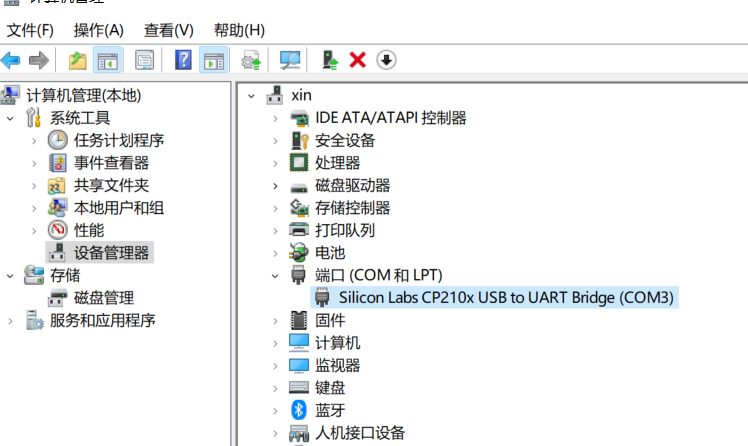 计算机管理
文件(F) 操作(A) 查看(V) 帮助(H)
计算机管理(本地)
系统工具
任务计划程序
事件查看器
共享文件夹
本地用户和组
性能
设备管理器
存储
磁盘管理
服务和应用程序
xin
IDE ATA/ATAPI 控制器
安全设备
处理器
磁盘驱动器
存储控制器
打印队列
电池
端口 (COM 和 LPT)
Silicon Labs CP210x USB to UART Bridge (COM3)
固件
计算机
监视器
键盘
蓝牙
人机接口设备